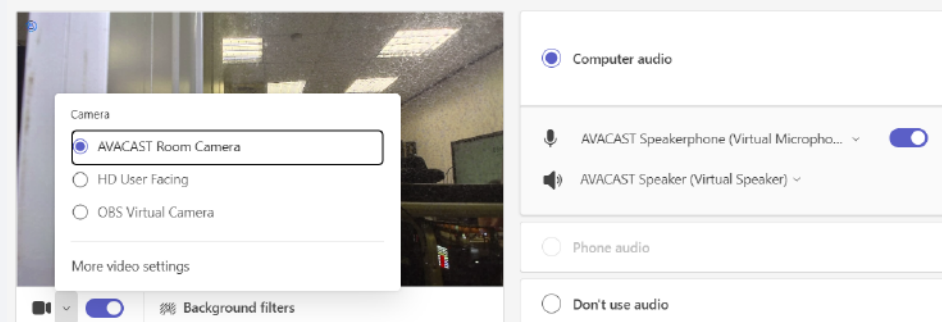 Camera
AVACAST Room Camera
HD User Facing
OBS Virtual Camera
More video settings
Background filters
Computer audio
AVACAST Speakerphone (Virtual Micropho...
AVACAST Speaker (Virtual Speaker)
Phone audio
Don't use audio